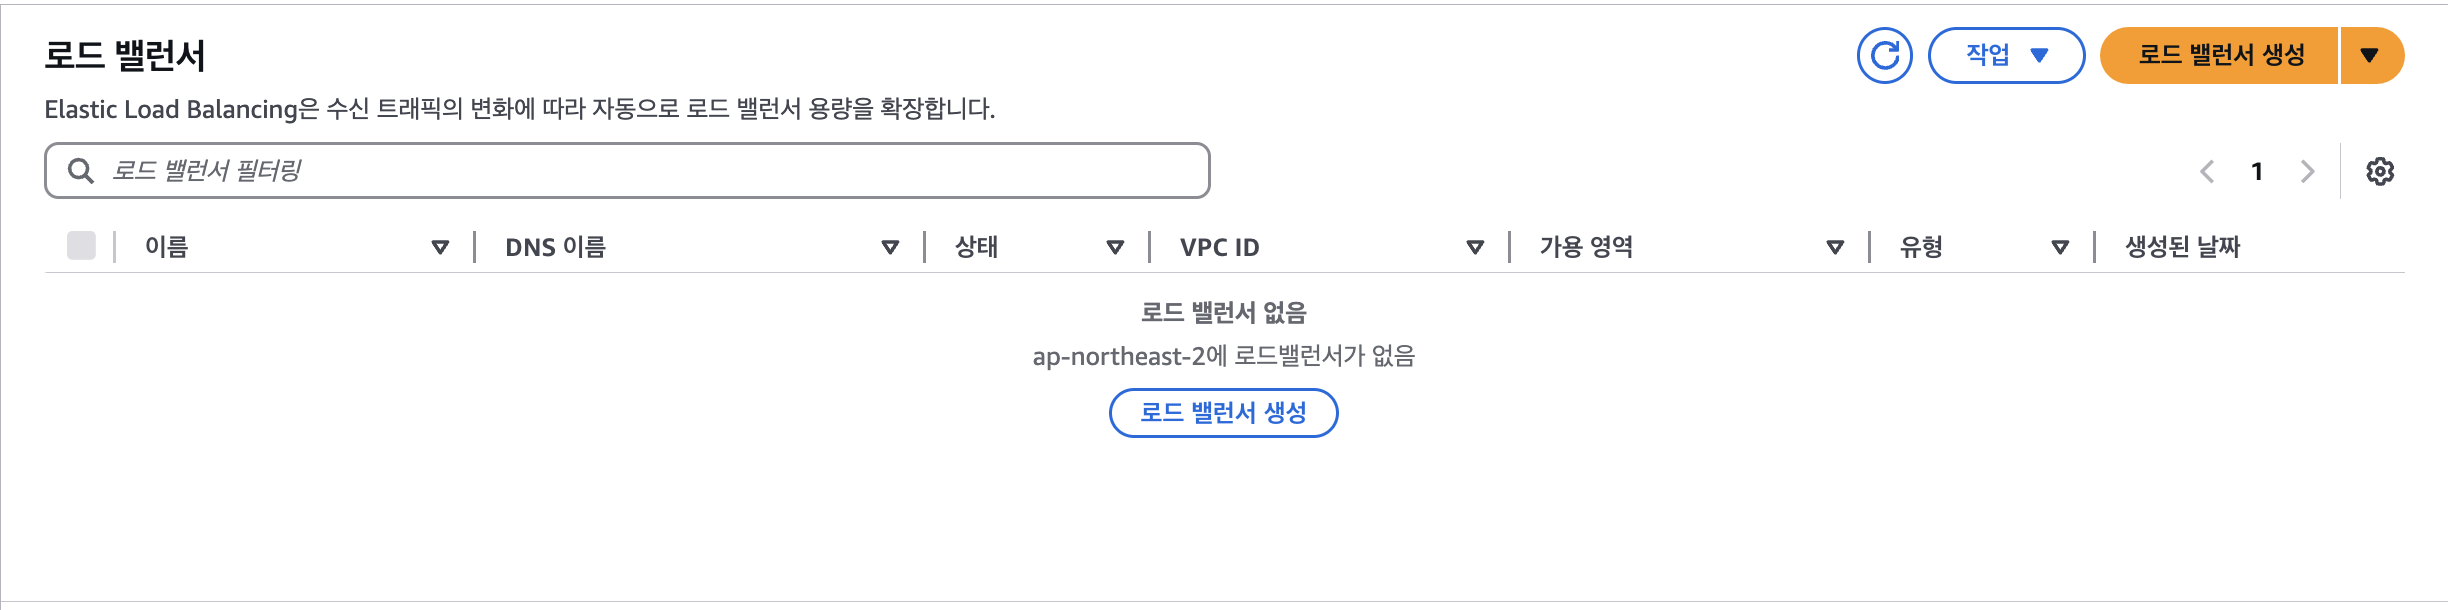 로드 밸런서
작업
로드 밸런서 생성
Elastic Load Balancing은 수신 트래픽의 변화에 따라 자동으로 로드 밸런서 용량을 확장합니다.
로드 밸런서 필터링
1
이름 DNS 이름 상태 VPC ID 가용 영역 유형 생성된 날짜
로드 밸런서 없음
ap-northeast-2에 로드밸런서가 없음
로드 밸런서 생성